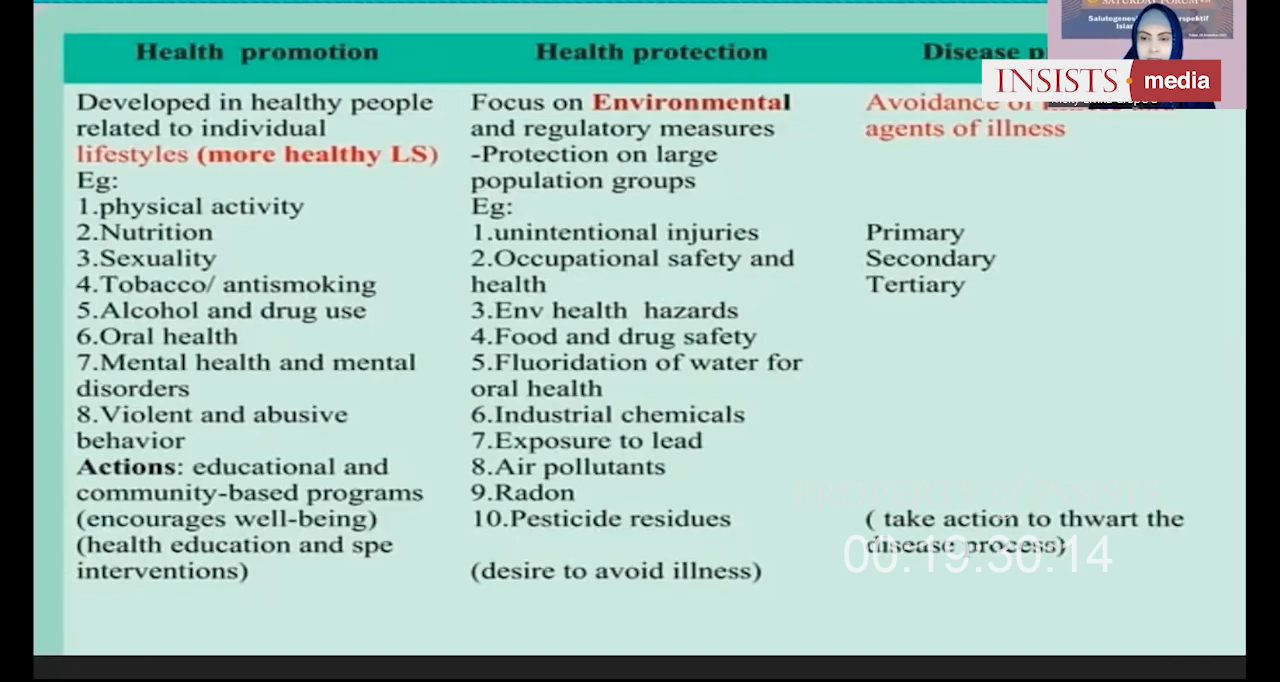 SATURDAY FORUM
Health promotion
Health protection
Disease
INSISTS media
Developed in healthy people
related to individual
lifestyles (more healthy LS)
Eg:
1.physical activity
2.Nutrition
3.Sexuality
4.Tobacco/ antismoking
5.Alcohol and drug use
6.Oral health
7.Mental health and mental
disorders
8.Violent and abusive
behavior
Actions: educational and
community-based programs
(encourages well-being)
(health education and spe
interventions)
Focus on Environmental
and regulatory measures
-Protection on large
population groups
Eg:
1.unintentional injuries
2.Occupational safety and
health
3.Env health hazards
4.Food and drug safety
5.Fluoridation of water for
oral health
6.Industrial chemicals
7.Exposure to lead
8.Air pollutants
9.Radon
10.Pesticide residues
(desire to avoid illness)
Avoidance of
agents of illness
Primary
Secondary
Tertiary
PROPERTY of INSISTS
( take action to thwart the
disease process)
00:19:30:14